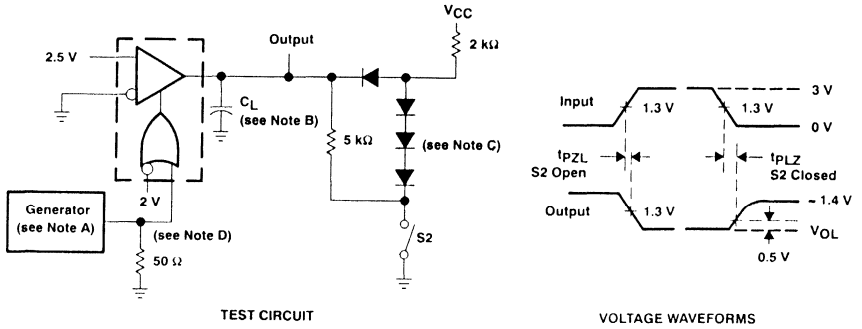 VCC
2 kΩ
Output
2.5 V
CL
(see Note B)
5 kΩ
(see Note C)
2 V
Generator
(see Note A)
(see Note D)
50 Ω
S2
TEST CIRCUIT
Input
1.3 V
1.3 V
3 V
0 V
tPZL
S2 Open
tPLZ
S2 Closed
Output
1.3 V
~ 1.4 V
VOL
0.5 V
VOLTAGE WAVEFORMS